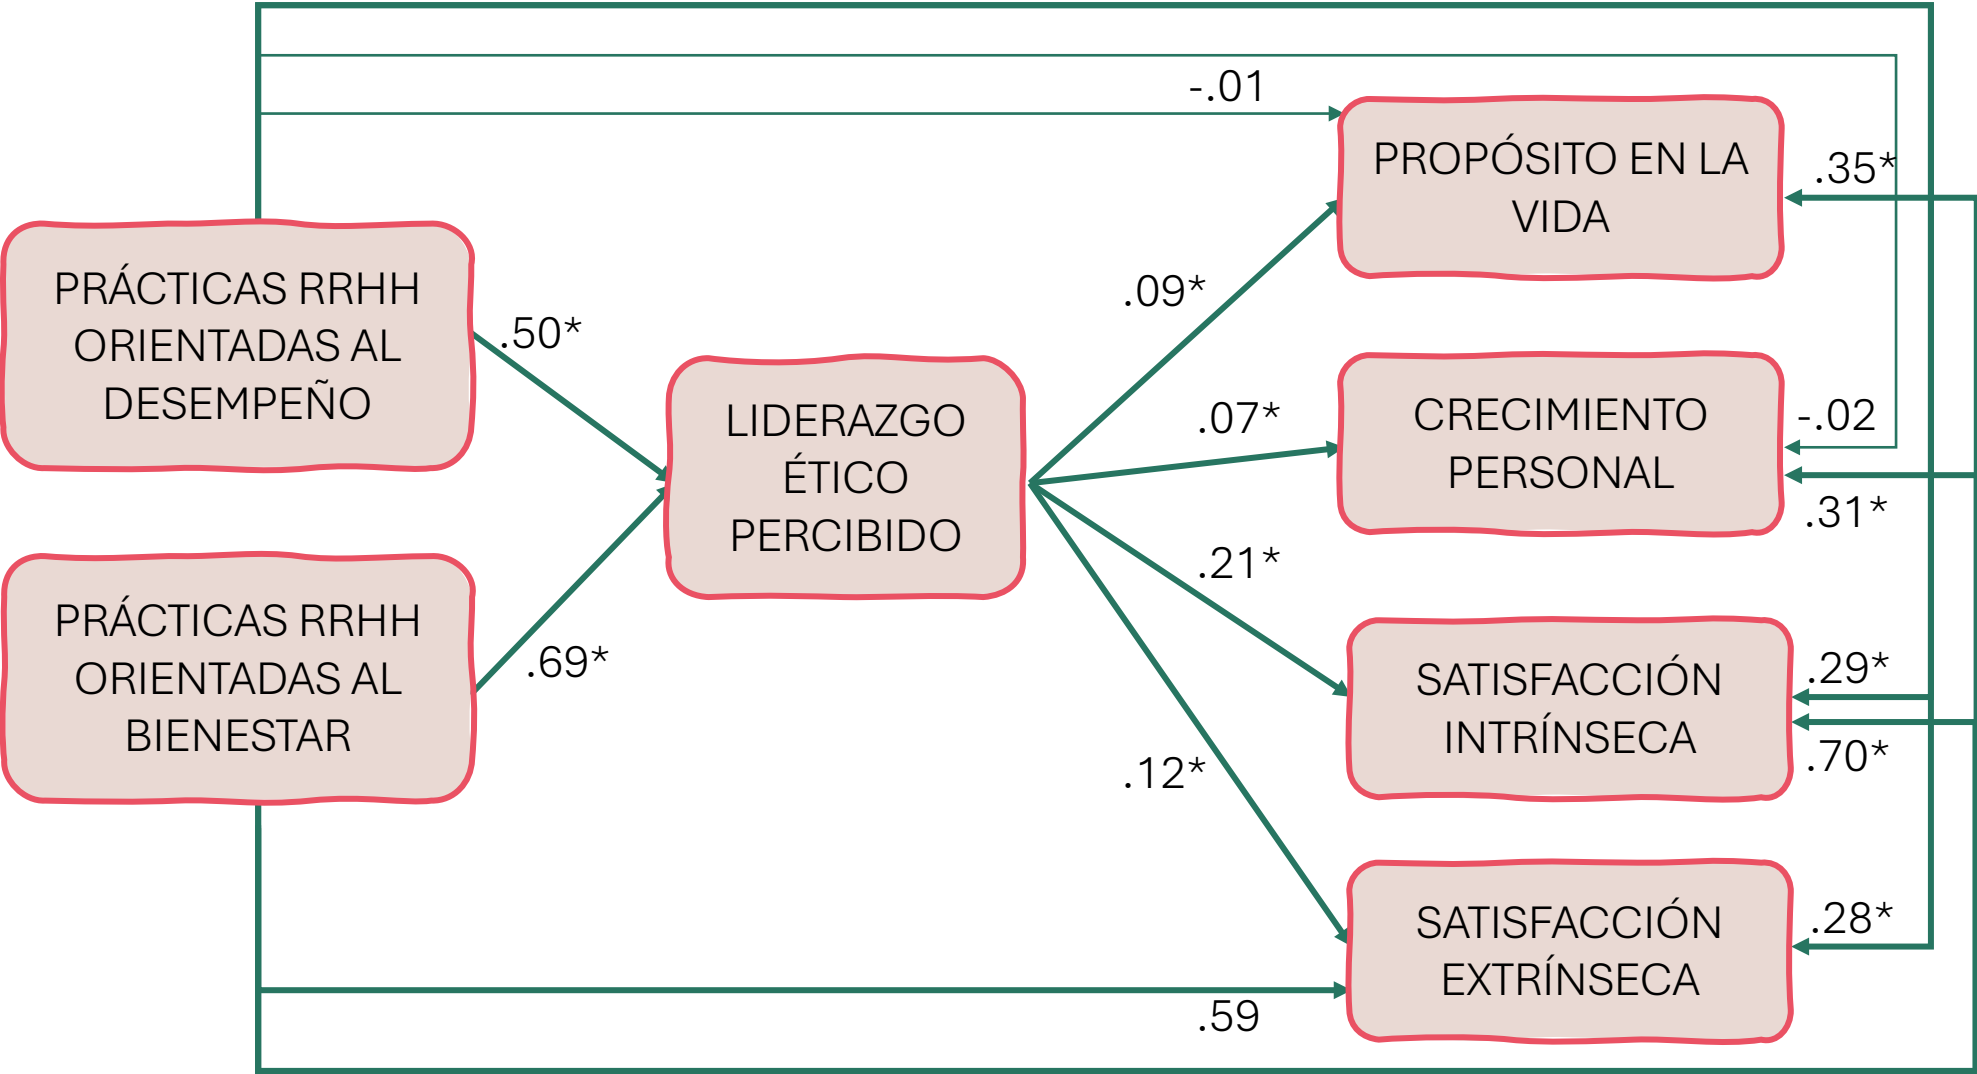 -.01
PROPÓSITO EN LA
VIDA
.35*
PRÁCTICAS RRHH
ORIENTADAS AL
DESEMPEÑO
.50*
.09*
LIDERAZGO
ÉTICO
PERCIBIDO
.07*
CRECIMIENTO
PERSONAL
-.02
.31*
PRÁCTICAS RRHH
ORIENTADAS AL
BIENESTAR
.69*
.21*
SATISFACCIÓN
INTRÍNSECA
.29*
.70*
.12*
SATISFACCIÓN
EXTRÍNSECA
.28*
.59